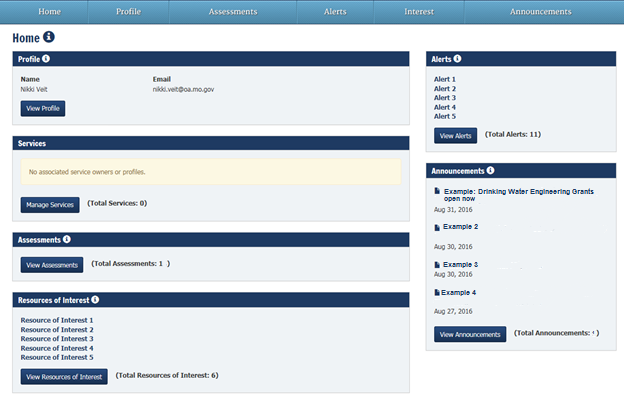 Home Profile Assessments Alerts Interest Announcements
Home
Profile
Name Email
Nikki Veit nikki.veit@oa.mo.gov
View Profile
Services
No associated service owners or profiles.
Manage Services (Total Services: 0)
Assessments
View Assessments (Total Assessments: 1 )
Resources of Interest
Resource of Interest 1
Resource of Interest 2
Resource of Interest 3
Resource of Interest 4
Resource of Interest 5
View Resources of Interest (Total Resources of Interest: 6)
Alerts
Alert 1
Alert 2
Alert 3
Alert 4
Alert 5
View Alerts (Total Alerts: 11)
Announcements
Example: Drinking Water Engineering Grants
open now
Aug 31, 2016
Example 2
Aug 30, 2016
Example 3
Aug 30, 2016
Example 4
Aug 27, 2016
View Announcements (Total Announcements: )